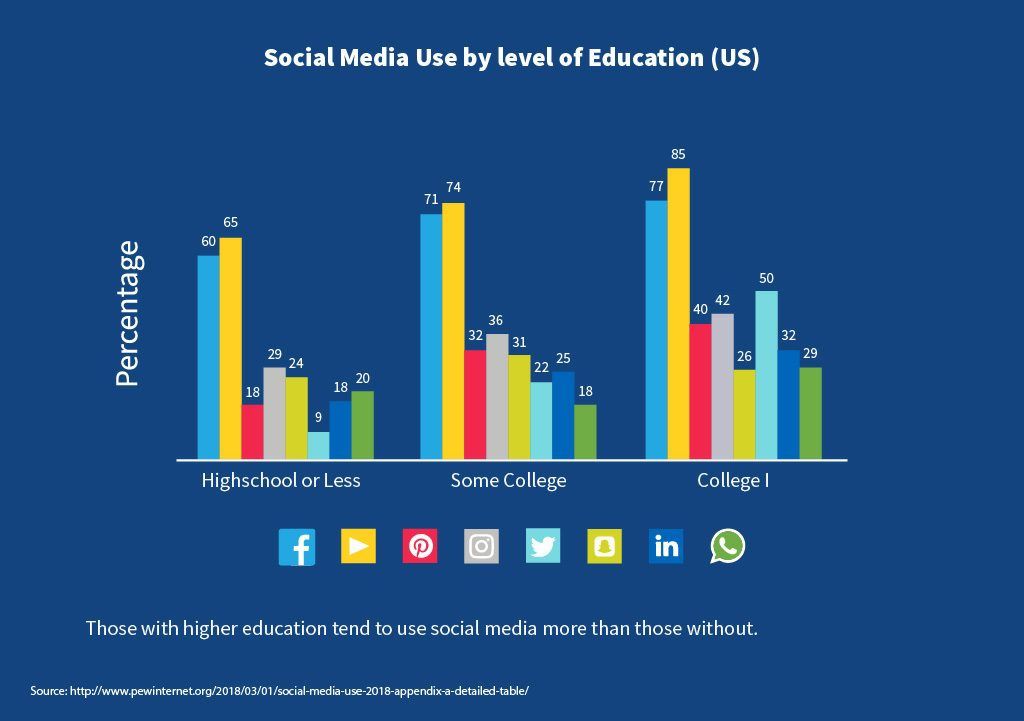 Social Media Use by level of Education (US)
Percentage
60 65 18 29 24 9 18 20
71 74 32 36 31 22 25 18
77 85 40 42 26 50 32 29
Highschool or Less
Some College
College I
f
in
Those with higher education tend to use social media more than those without.
Source: http://www.pewinternet.org/2018/03/01/social-media-use-2018-appendix-a-detailed-table/